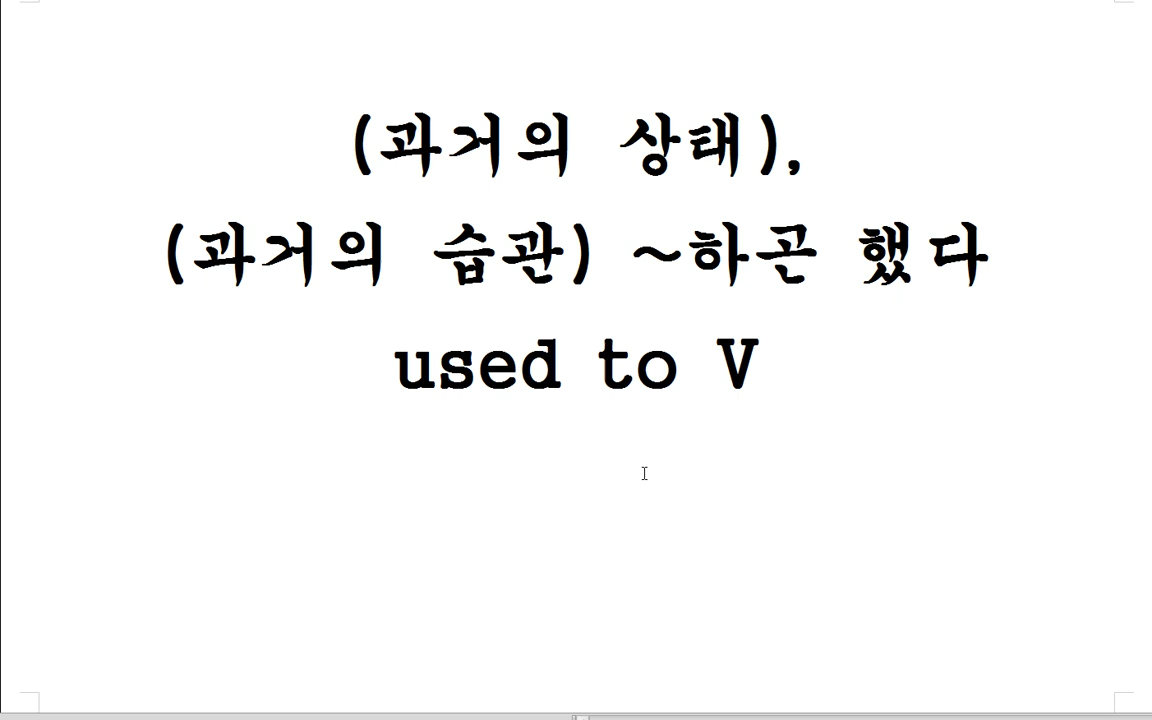 (과거의 상태),
(과거의 습관) ~하곤 했다
used to V